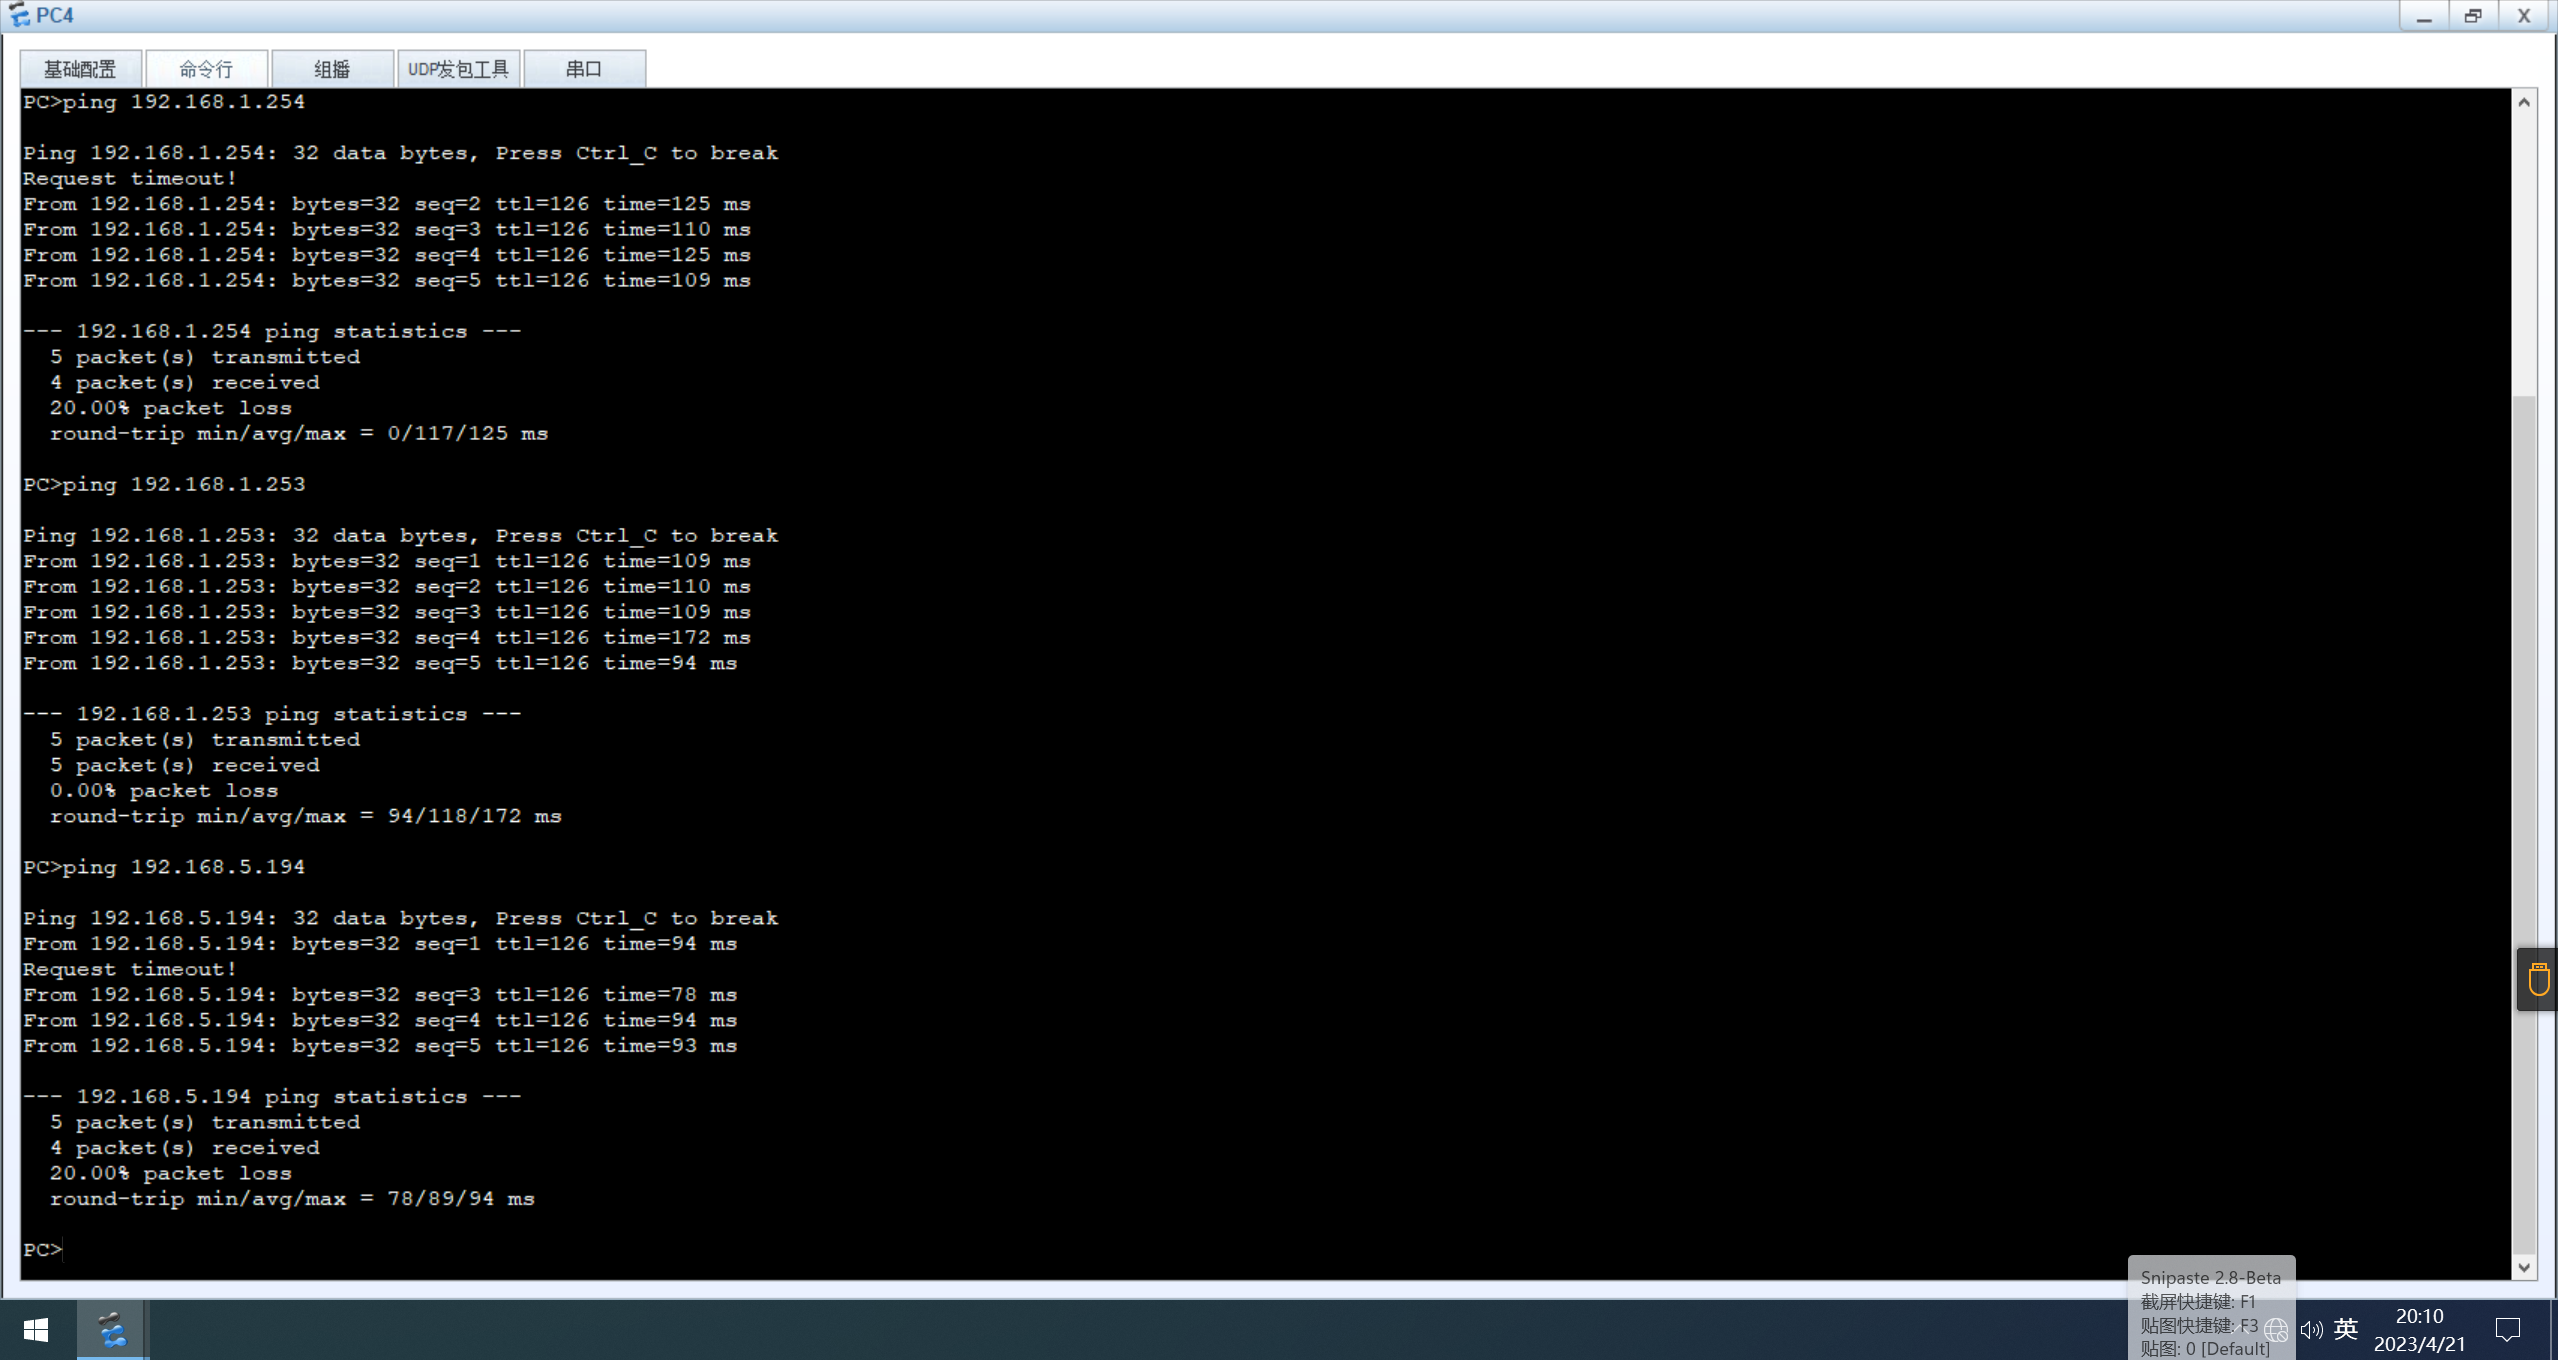 PC4
基础配置 命令行 组播 UDP发包工具 串口
PC>ping 192.168.1.254
Ping 192.168.1.254: 32 data bytes, Press Ctrl_C to break
Request timeout!
From 192.168.1.254: bytes=32 seq=2 ttl=126 time=125 ms
From 192.168.1.254: bytes=32 seq=3 ttl=126 time=110 ms
From 192.168.1.254: bytes=32 seq=4 ttl=126 time=125 ms
From 192.168.1.254: bytes=32 seq=5 ttl=126 time=109 ms
--- 192.168.1.254 ping statistics ---
5 packet(s) transmitted
4 packet(s) received
20.00% packet loss
round-trip min/avg/max = 0/117/125 ms
PC>ping 192.168.1.253
Ping 192.168.1.253: 32 data bytes, Press Ctrl_C to break
From 192.168.1.253: bytes=32 seq=1 ttl=126 time=109 ms
From 192.168.1.253: bytes=32 seq=2 ttl=126 time=110 ms
From 192.168.1.253: bytes=32 seq=3 ttl=126 time=109 ms
From 192.168.1.253: bytes=32 seq=4 ttl=126 time=172 ms
From 192.168.1.253: bytes=32 seq=5 ttl=126 time=94 ms
--- 192.168.1.253 ping statistics ---
5 packet(s) transmitted
5 packet(s) received
0.00% packet loss
round-trip min/avg/max = 94/118/172 ms
PC>ping 192.168.5.194
Ping 192.168.5.194: 32 data bytes, Press Ctrl_C to break
From 192.168.5.194: bytes=32 seq=1 ttl=126 time=94 ms
Request timeout!
From 192.168.5.194: bytes=32 seq=3 ttl=126 time=78 ms
From 192.168.5.194: bytes=32 seq=4 ttl=126 time=94 ms
From 192.168.5.194: bytes=32 seq=5 ttl=126 time=93 ms
--- 192.168.5.194 ping statistics ---
5 packet(s) transmitted
4 packet(s) received
20.00% packet loss
round-trip min/avg/max = 78/89/94 ms
PC>
Snipaste 2.8-Beta
截屏快捷键: F1
贴图快捷键: F3
贴图: 0 [Default]
英
20:10
2023/4/21